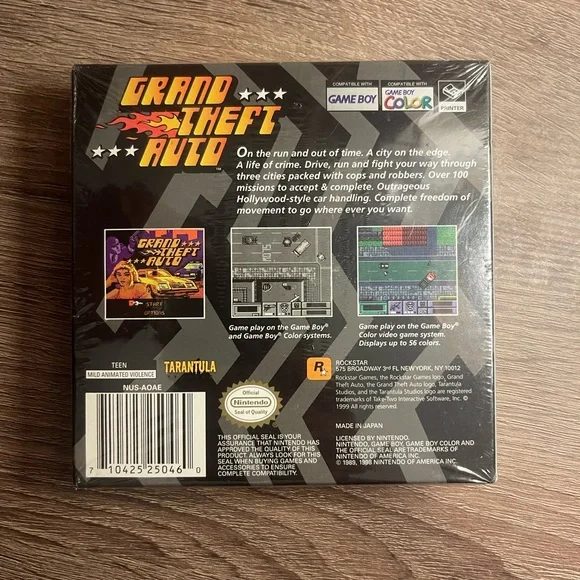 GRAND
THEFT
AUTO
™
COMPATIBLE WITH
GAME BOY
COMPATIBLE WITH
GAME BOY
COLOR
PRINTER
On the run and out of time. A city on the edge.
A life of crime. Drive, run and fight your way through
three cities packed with cops and robbers. Over 100
missions to accept & complete. Outrageous
Hollywood-style car handling. Complete freedom of
movement to go where ever you want.
GRAND
THEFT
AUTO
START
OPTIONS
Game play on the Game Boy®
and Game Boy® Color systems.
Game play on the Game Boy®
Color video game system.
Displays up to 56 colors.
TEEN
MILD ANIMATED VIOLENCE
NUS-AOAE
7 10425 25046 0
TARANTULA
Official
Nintendo
Seal of Quality
THIS OFFICIAL SEAL IS YOUR
ASSURANCE THAT NINTENDO HAS
APPROVED THE QUALITY OF THIS
PRODUCT. ALWAYS LOOK FOR THIS
SEAL WHEN BUYING GAMES AND
ACCESSORIES TO ENSURE
COMPLETE COMPATIBILITY.
R
ROCKSTAR
575 BROADWAY 3RD FL NEWYORK, NY 10012
Rockstar Games, the Rockstar Games logo, Grand
Theft Auto, the Grand Theft Auto logo, Tarantula
Studios, and the Tarantula Studios logo are registered
trademarks of Take-Two Interactive Software, Inc. ©
1999 All rights reserved.
MADE IN JAPAN
LICENSED BY NINTENDO.
NINTENDO, GAME BOY, GAME BOY COLOR AND
THE OFFICIAL SEAL ARE TRADEMARKS OF
NINTENDO OF AMERICA INC.
© 1989, 1998 NINTENDO OF AMERICA INC.